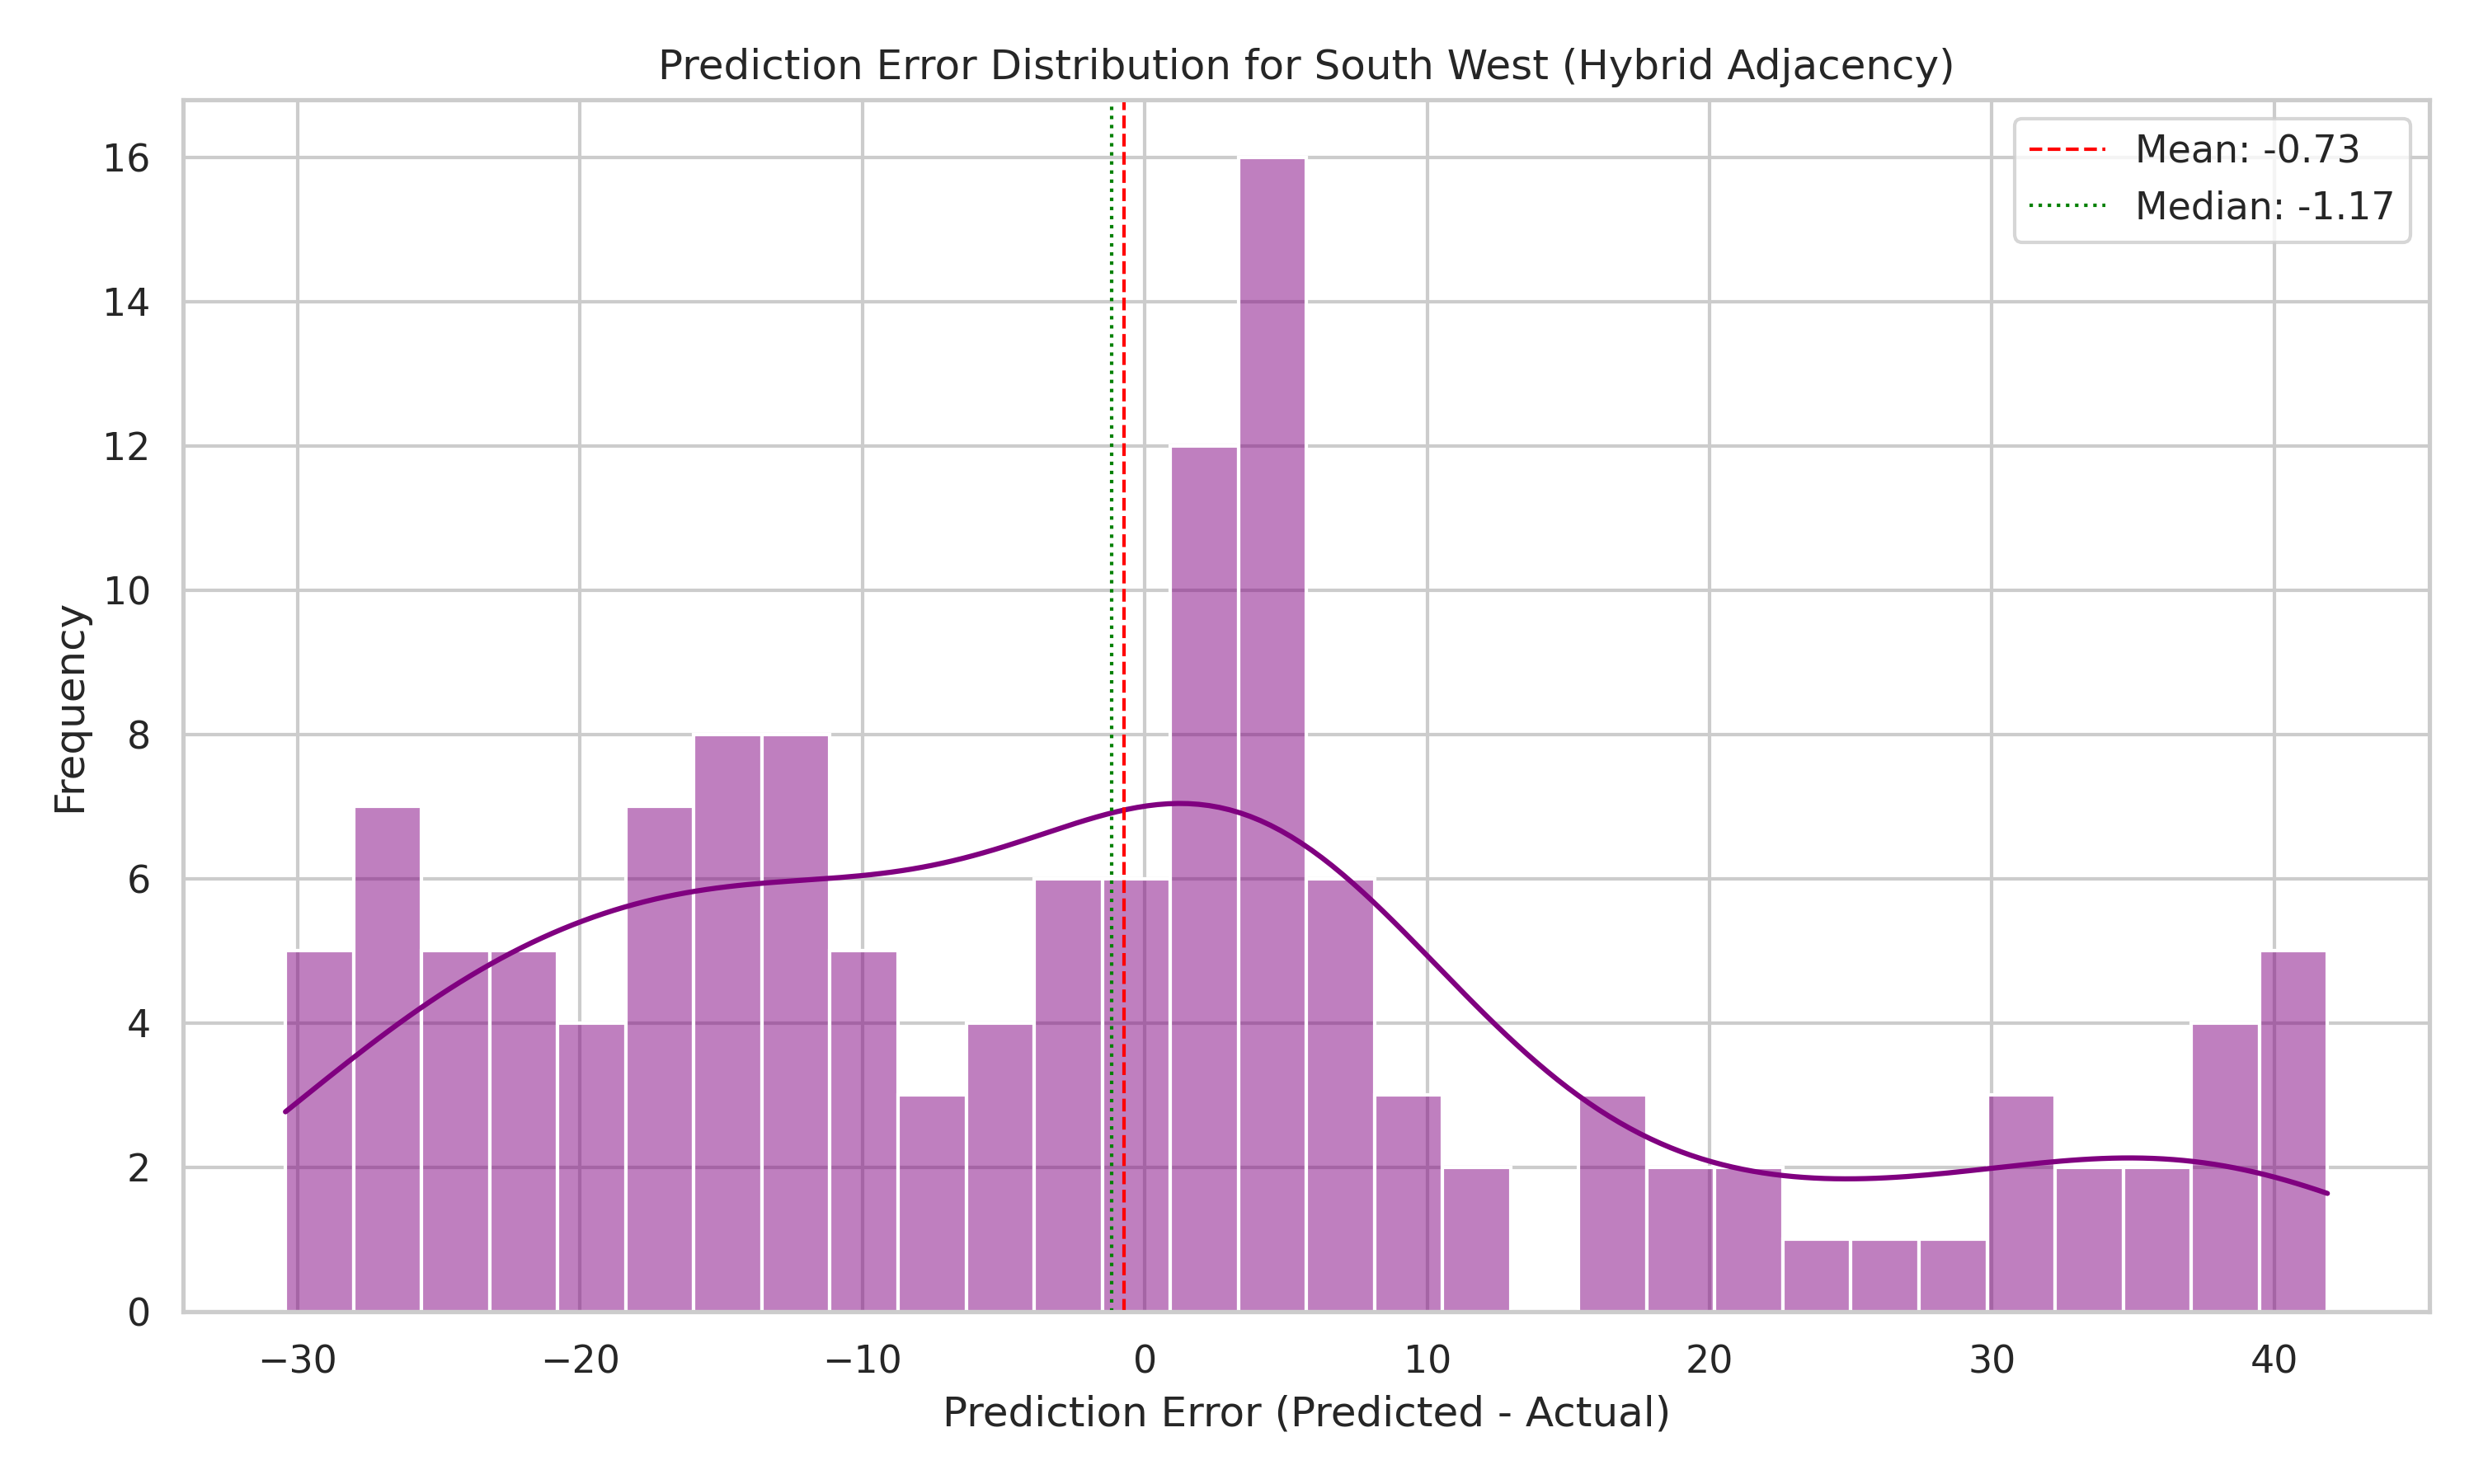 Prediction Error Distribution for South West (Hybrid Adjacency)
Mean: -0.73
Median: -1.17
Frequency
16
14
12
10
8
6
4
2
0
−30 −20 −10 0 10 20 30 40
Prediction Error (Predicted - Actual)